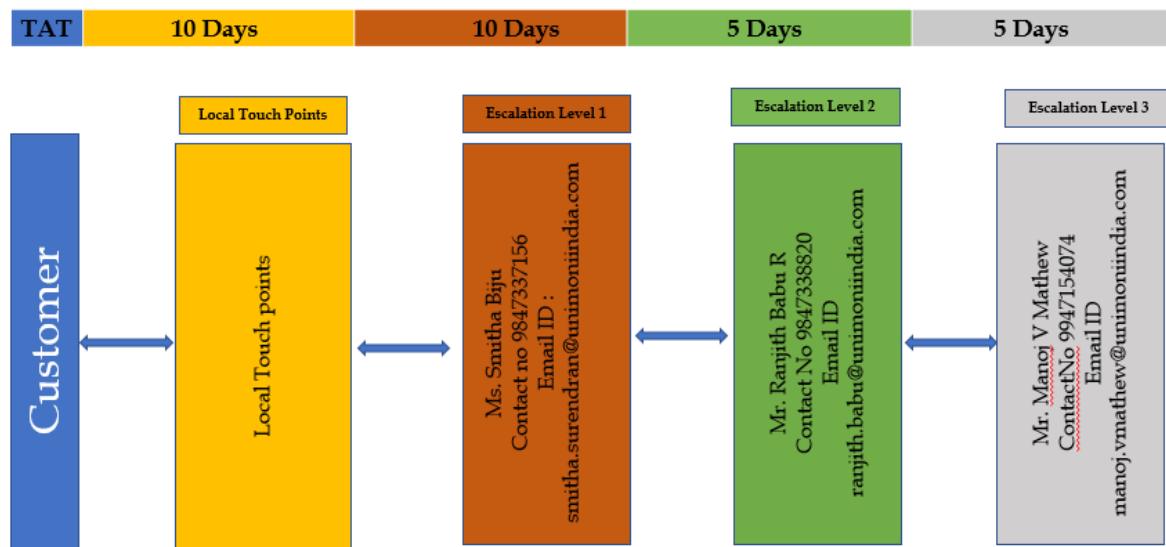 TAT
10 Days
10 Days
5 Days
5 Days
Local Touch Points
Escalation Level 1
Escalation Level 2
Escalation Level 3
Customer
Local Touch points
Ms. Smitha Biju
Contact no 9847337156
Email ID :
smitha.surendran@unimoniindia.com
Mr. Ranjith Babu R
Contact No 9847338820
Email ID
ranjith.babu@unimoniindia.com
Mr. Manoj V Mathew
ContactNo 9947154074
Email ID
manoj.vmathew@unimoniindia.com